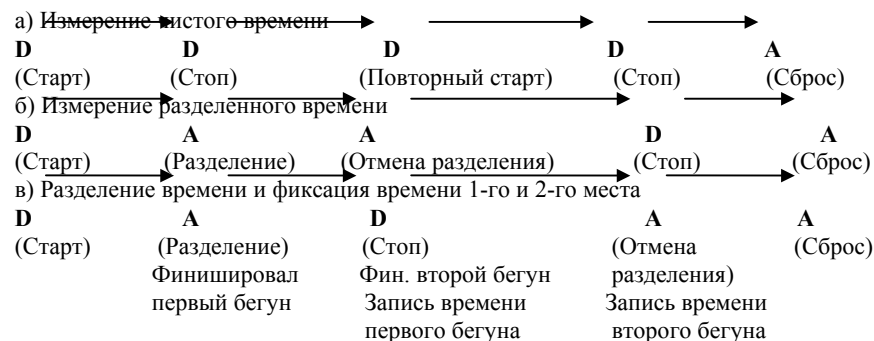 а) Измерение чистого времени
D D D D A
(Старт) (Стоп) (Повторный старт) (Стоп) (Сброс)
б) Измерение разделенного времени
D A A D A
(Старт) (Разделение) (Отмена разделения) (Стоп) (Сброс)
в) Разделение времени и фиксация времени 1-го и 2-го места
D A D A A
(Старт) (Разделение) (Стоп) (Отмена (Сброс)
Финишировал Фин. второй бегун разделения)
первый бегун Запись времени Запись времени
первого бегуна второго бегуна